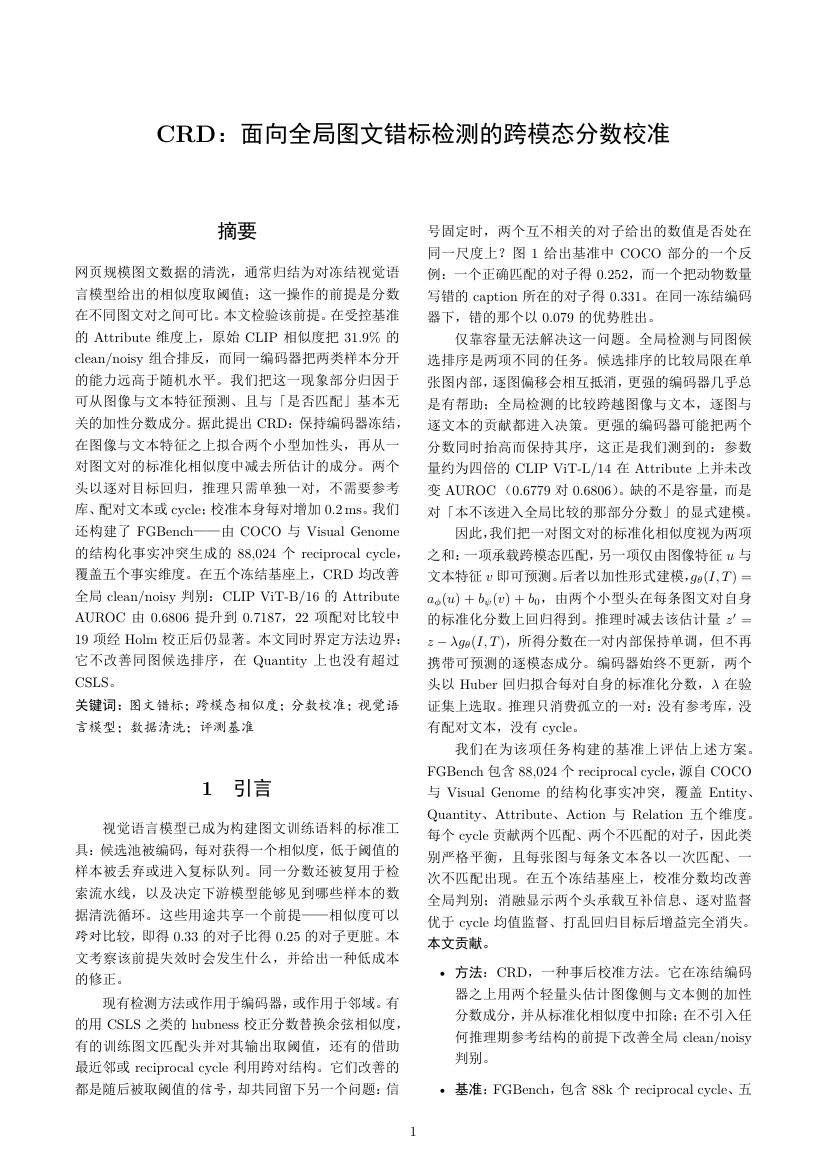 CRD：面向全局图文错标检测的跨模态分数校准
摘要
网页规模图文数据的清洗，通常归结为对冻结视觉语
言模型给出的相似度取阈值；这一操作的前提是分数
在不同图文对之间可比。本文检验该前提。在受控基准
的 Attribute 维度上，原始 CLIP 相似度把 31.9% 的
clean/noisy 组合排反，而同一编码器把两类样本分开
的能力远高于随机水平。我们把这一现象部分归因于
可从图像与文本特征预测、且与「是否匹配」基本无
关的加性分数成分。据此提出 CRD：保持编码器冻结，
在图像与文本特征之上拟合两个小型加性头，再从一
对图文对的标准化相似度中减去所估计的成分。两个
头以逐对目标回归，推理只需单独一对，不需要参考
库、配对文本或 cycle；校准本身每对增加 0.2 ms。我们
还构建了 FGBench——由 COCO 与 Visual Genome
的结构化事实冲突生成的 88,024 个 reciprocal cycle，
覆盖五个事实维度。在五个冻结基座上，CRD 均改善
全局 clean/noisy 判别：CLIP ViT-B/16 的 Attribute
AUROC 由 0.6806 提升到 0.7187，22 项配对比较中
19 项经 Holm 校正后仍显著。本文同时界定方法边界：
它不改善同图候选排序，在 Quantity 上也没有超过
CSLS。
关键词：图文错标；跨模态相似度；分数校准；视觉语
言模型；数据清洗；评测基准
1 引言
视觉语言模型已成为构建图文训练语料的标准工
具：候选池被编码，每对获得一个相似度，低于阈值的
样本被丢弃或进入复标队列。同一分数还被复用于检
索流水线，以及决定下游模型能够见到哪些样本的数
据清洗循环。这些用途共享一个前提——相似度可以
跨对比较，即得 0.33 的对子比得 0.25 的对子更脏。本
文考察该前提失效时会发生什么，并给出一种低成本
的修正。
现有检测方法或作用于编码器，或作用于邻域。有
的用 CSLS 之类的 hubness 校正分数替换余弦相似度，
有的训练图文匹配头并对其输出取阈值，还有的借助
最近邻或 reciprocal cycle 利用跨对结构。它们改善的
都是随后被取阈值的信号，却共同留下另一个问题：信
号固定时，两个互不相关的对子给出的数值是否处在
同一尺度上？图 1 给出基准中 COCO 部分的一个反
例：一个正确匹配的对子得 0.252，而一个把动物数量
写错的 caption 所在的对子得 0.331。在同一冻结编码
器下，错的那个以 0.079 的优势胜出。
仅靠容量无法解决这一问题。全局检测与同图候
选排序是两项不同的任务。候选排序的比较局限在单
张图内部，逐图偏移会相互抵消，更强的编码器几乎总
是有帮助；全局检测的比较跨越图像与文本，逐图与
逐文本的贡献都进入决策。更强的编码器可能把两个
分数同时抬高而保持其序，这正是我们测到的：参数
量约为四倍的 CLIP ViT-L/14 在 Attribute 上并未改
变 AUROC （0.6779 对 0.6806）。缺的不是容量，而是
对「本不该进入全局比较的那部分分数」的显式建模。
因此，我们把一对图文对的标准化相似度视为两项
之和：一项承载跨模态匹配，另一项仅由图像特征 u 与
文本特征 v 即可预测。后者以加性形式建模，gθ(I, T) =
aϕ(u) + bψ(v) + b0，由两个小型头在每条图文对自身
的标准化分数上回归得到。推理时减去该估计量 z′ =
z − λgθ(I, T)，所得分数在一对内部保持单调，但不再
携带可预测的逐模态成分。编码器始终不更新，两个
头以 Huber 回归拟合每对自身的标准化分数，λ 在验
证集上选取。推理只消费孤立的一对：没有参考库，没
有配对文本，没有 cycle。
我们在为该项任务构建的基准上评估上述方案。
FGBench 包含 88,024 个 reciprocal cycle，源自 COCO
与 Visual Genome 的结构化事实冲突，覆盖 Entity、
Quantity、Attribute、Action 与 Relation 五个维度。
每个 cycle 贡献两个匹配、两个不匹配的对子，因此类
别严格平衡，且每张图与每条文本各以一次匹配、一
次不匹配出现。在五个冻结基座上，校准分数均改善
全局判别；消融显示两个头承载互补信息、逐对监督
优于 cycle 均值监督、打乱回归目标后增益完全消失。
本文贡献。
• 方法：CRD，一种事后校准方法。它在冻结编码
器之上用两个轻量头估计图像侧与文本侧的加性
分数成分，并从标准化相似度中扣除；在不引入任
何推理期参考结构的前提下改善全局 clean/noisy
判别。
• 基准：FGBench，包含 88k 个 reciprocal cycle、五
1